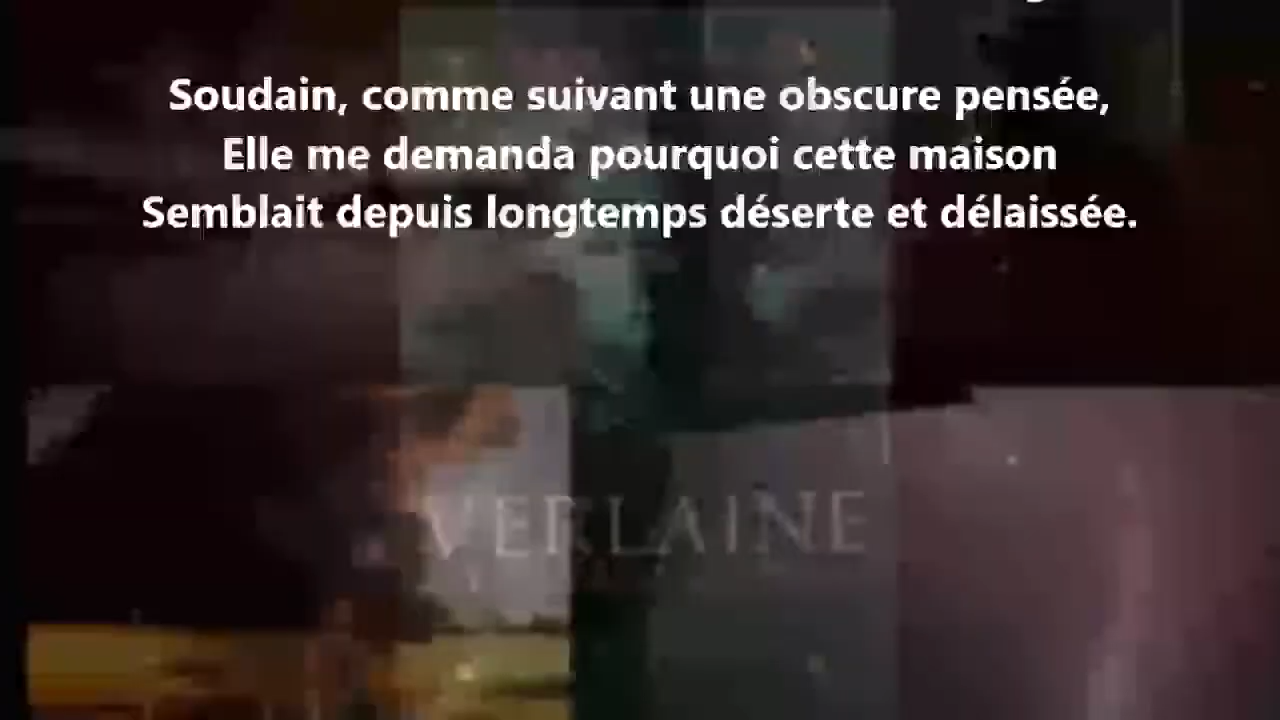 Soudain, comme suivant une obscure pensée,
Elle me demanda pourquoi cette maison
Semblait depuis longtemps déserte et délaissée.
VERLAINE